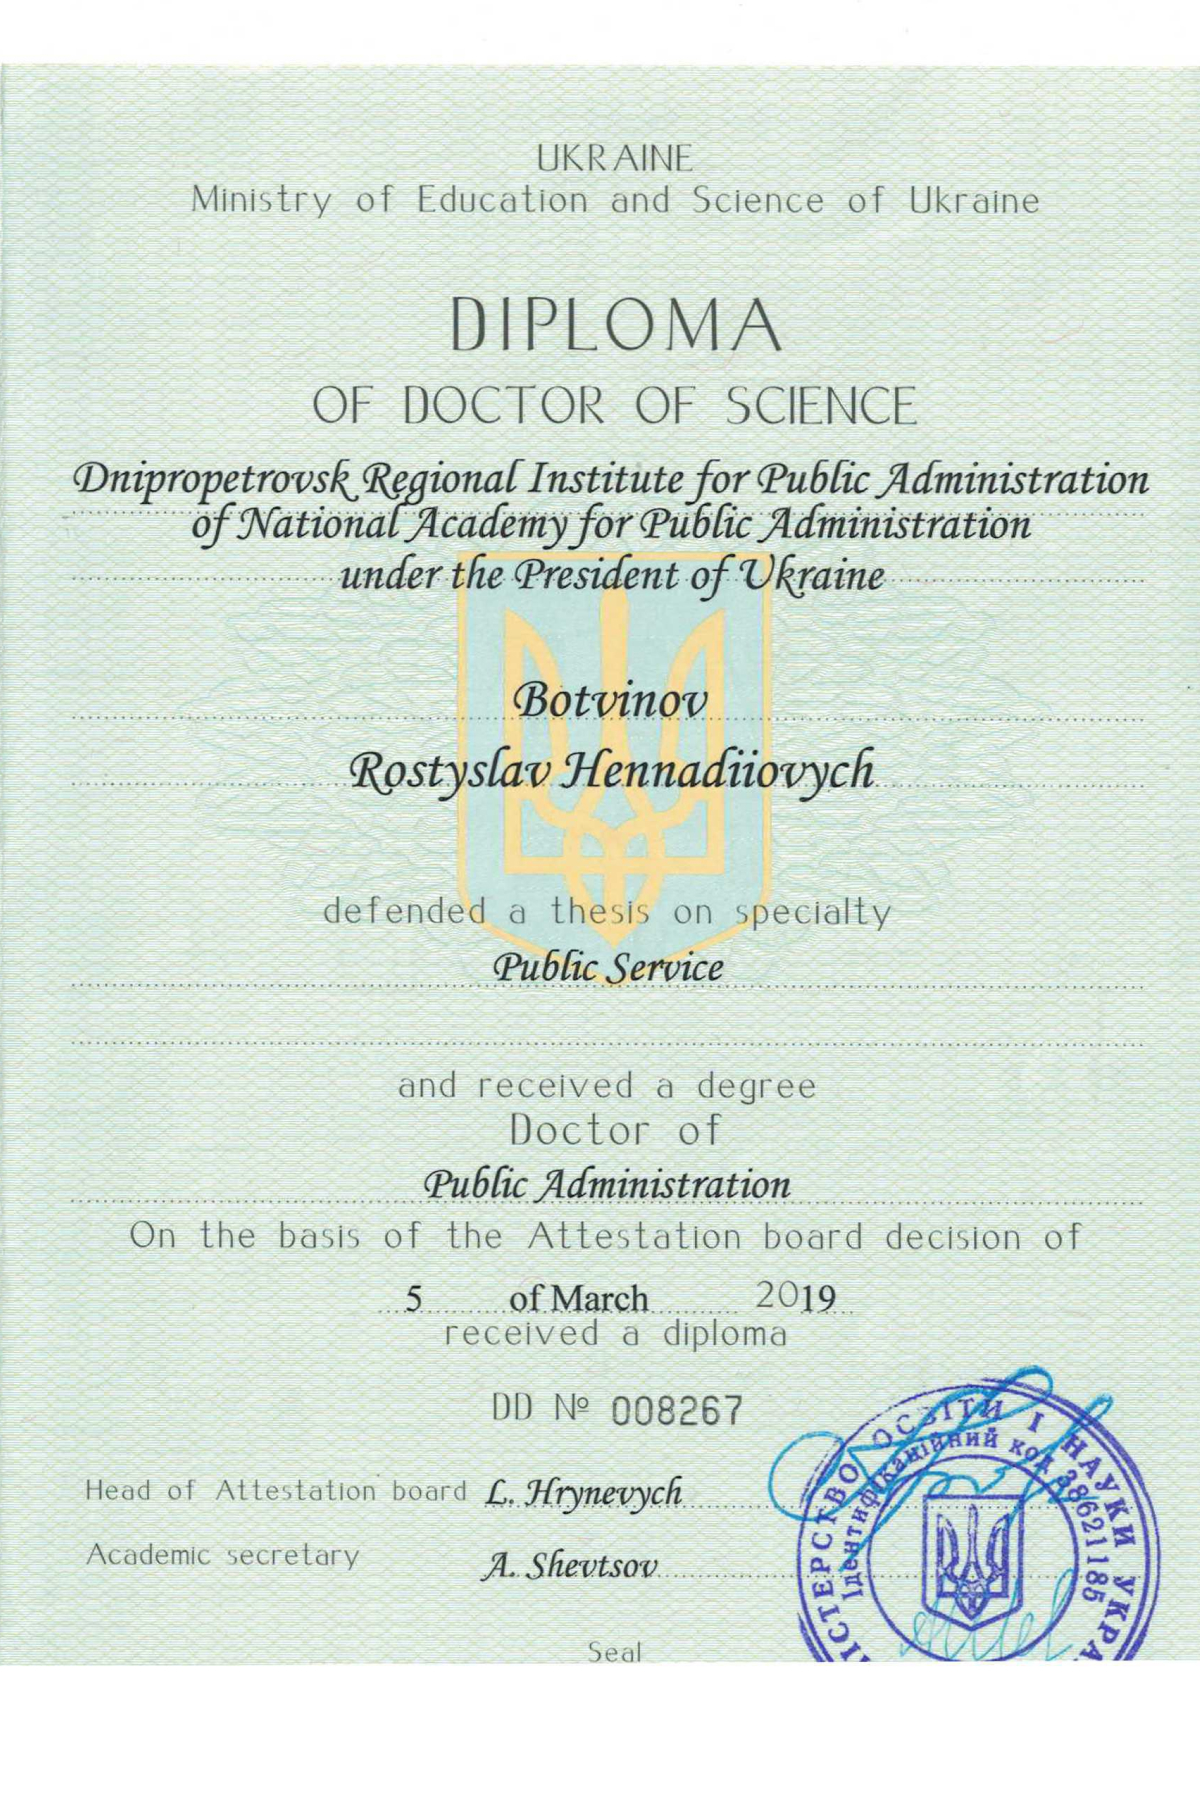 UKRAINE
Ministry of Education and Science of Ukraine
DIPLOMA
OF DOCTOR OF SCIENCE
Dnipropetrovsk Regional Institute for Public Administration
of National Academy for Public Administration
under the President of Ukraine
Botvinov
Rostyslav Hennadiiovych
defended a thesis on specialty
Public Service
and received a degree
Doctor of
Public Administration
On the basis of the Attestation board decision of
5 of March 2019
received a diploma
DD № 008267
Head of Attestation board L. Hrynevych
Academic secretary A. Shevtsov
Seal
ОСВІТИ І НАУКИ
Ідентифікаційний код 38621185